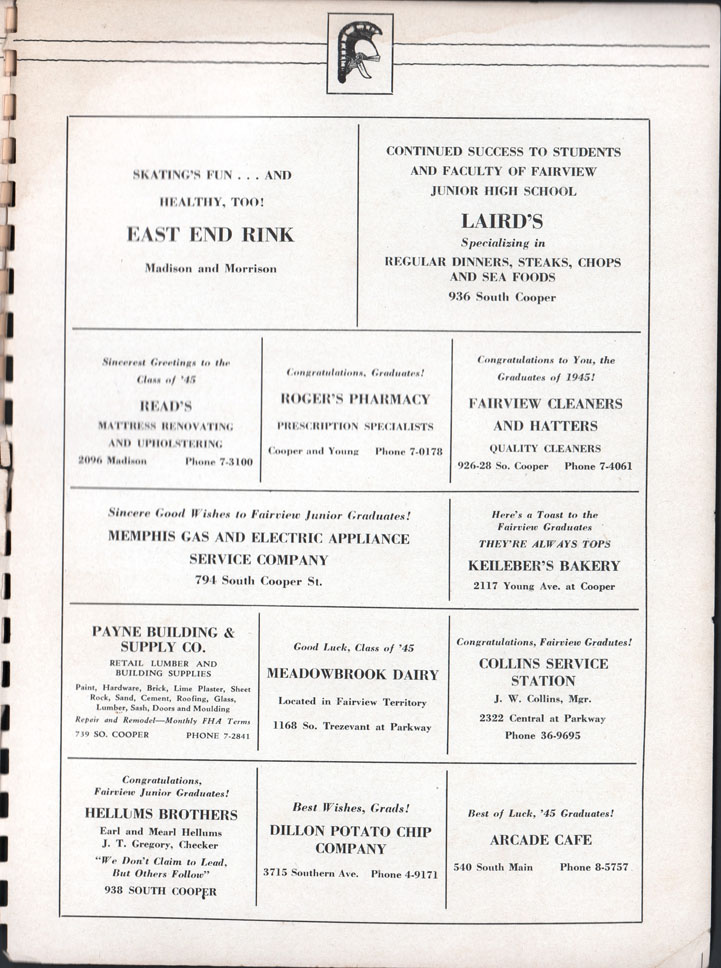 SKATING'S FUN . . . AND
HEALTHY, TOO!
EAST END RINK
Madison and Morrison
CONTINUED SUCCESS TO STUDENTS
AND FACULTY OF FAIRVIEW
JUNIOR HIGH SCHOOL
LAIRD'S
Specializing in
REGULAR DINNERS, STEAKS, CHOPS
AND SEA FOODS
936 South Cooper
Sincerest Greetings to the
Class of '45
READ'S
MATTRESS RENOVATING
AND UPHOLSTERING
2096 Madison Phone 7-3100
Congratulations, Graduates!
ROGER'S PHARMACY
PRESCRIPTION SPECIALISTS
Cooper and Young Phone 7-0178
Congratulations to You, the
Graduates of 1945!
FAIRVIEW CLEANERS
AND HATTERS
QUALITY CLEANERS
926-28 So. Cooper Phone 7-4061
Sincere Good Wishes to Fairview Junior Graduates!
MEMPHIS GAS AND ELECTRIC APPLIANCE
SERVICE COMPANY
794 South Cooper St.
Here's a Toast to the
Fairview Graduates
THEY'RE ALWAYS TOPS
KEILEBER'S BAKERY
2117 Young Ave. at Cooper
PAYNE BUILDING &
SUPPLY CO.
RETAIL LUMBER AND
BUILDING SUPPLIES
Paint, Hardware, Brick, Lime Plaster, Sheet
Rock, Sand, Cement, Roofing, Glass,
Lumber, Sash, Doors and Moulding
Repair and Remodel—Monthly FHA Terms
739 SO. COOPER PHONE 7-2841
Good Luck, Class of '45
MEADOWBROOK DAIRY
Located in Fairview Territory
1168 So. Trezevant at Parkway
Congratulations, Fairview Gradutes!
COLLINS SERVICE
STATION
J. W. Collins, Mgr.
2322 Central at Parkway
Phone 36-9695
Congratulations,
Fairview Junior Graduates!
HELLUMS BROTHERS
Earl and Mearl Hellums
J. T. Gregory, Checker
"We Don't Claim to Lead,
But Others Follow"
938 SOUTH COOPER
Best Wishes, Grads!
DILLON POTATO CHIP
COMPANY
3715 Southern Ave. Phone 4-9171
Best of Luck, '45 Graduates!
ARCADE CAFE
540 South Main Phone 8-5757